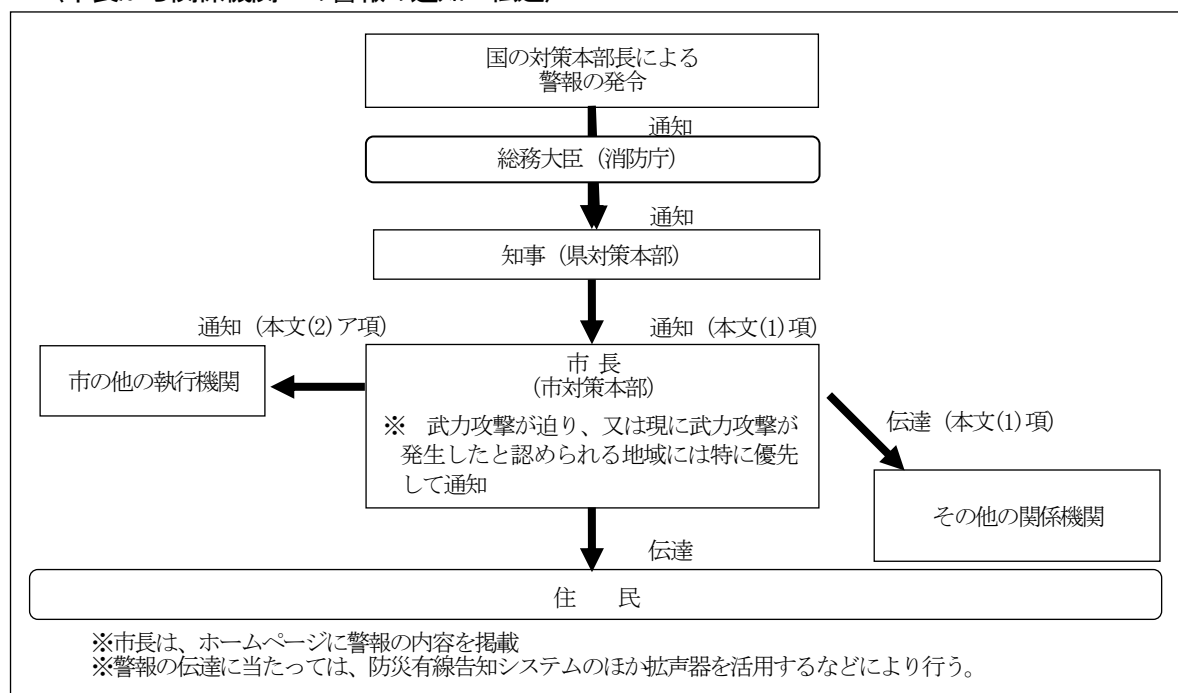 国の対策本部長による
警報の発令
通知
総務大臣（消防庁）
通知
知事（県対策本部）
通知（本文(2)ア項）
通知（本文(1)項）
市の他の執行機関
市 長
(市対策本部)
※　武力攻撃が迫り、又は現に武力攻撃が
発生したと認められる地域には特に優先
して通知
伝達（本文(1)項）
その他の関係機関
伝達
住　　民
※市長は、ホームページに警報の内容を掲載
※警報の伝達に当たっては、防災有線告知システムのほか拡声器を活用するなどにより行う。